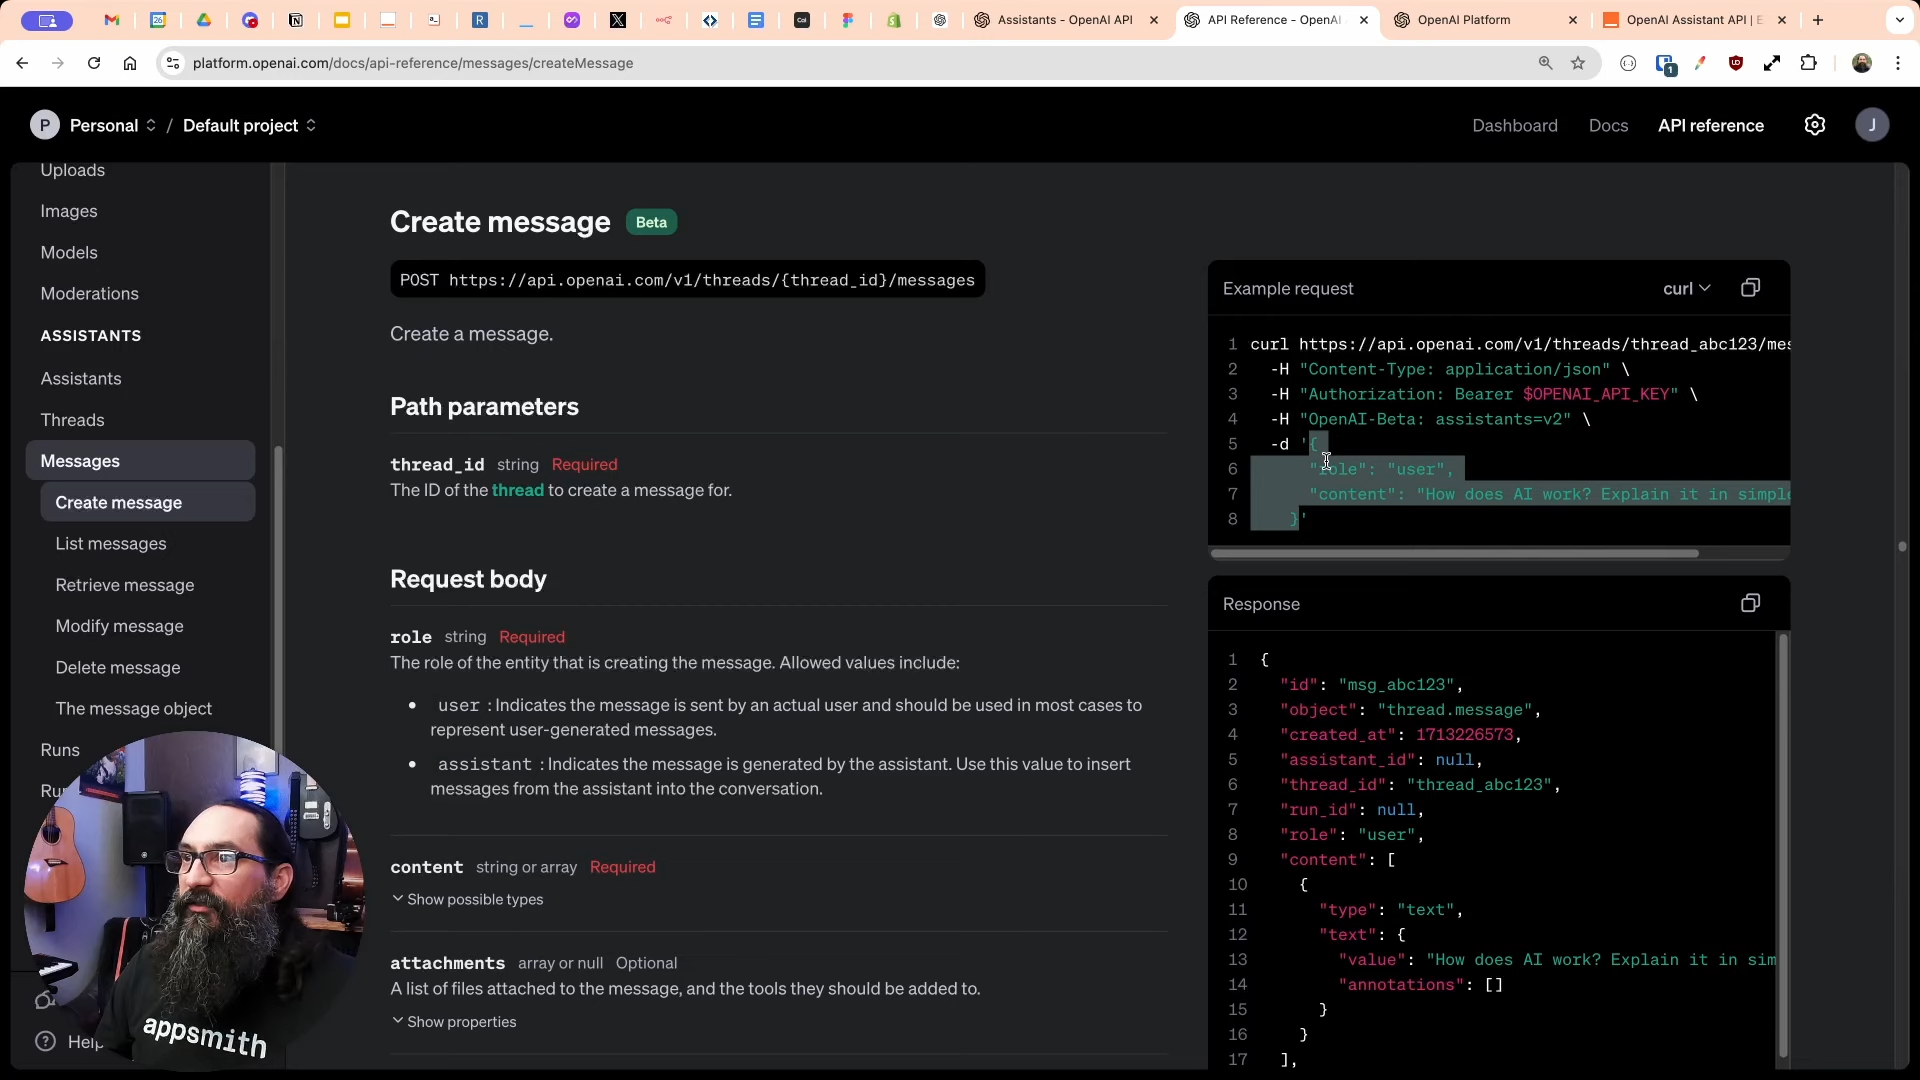 Assistants - OpenAI API
API Reference - OpenAI
OpenAI Platform
OpenAI Assistant API | E
platform.openai.com/docs/api-reference/messages/createMessage
P Personal / Default project
Dashboard Docs API reference J
Uploads
Images
Models
Moderations
ASSISTANTS
Assistants
Threads
Messages
Create message
List messages
Retrieve message
Modify message
Delete message
The message object
Runs
Ru
Help
appsmith
Create message Beta
POST https://api.openai.com/v1/threads/{thread_id}/messages
Create a message.
Path parameters
thread_id string Required
The ID of the thread to create a message for.
Request body
role string Required
The role of the entity that is creating the message. Allowed values include:
• user : Indicates the message is sent by an actual user and should be used in most cases to
represent user-generated messages.
• assistant : Indicates the message is generated by the assistant. Use this value to insert
messages from the assistant into the conversation.
content string or array Required
Show possible types
attachments array or null Optional
A list of files attached to the message, and the tools they should be added to.
Show properties
Example request curl
1 curl https://api.openai.com/v1/threads/thread_abc123/mes
2 -H "Content-Type: application/json" \
3 -H "Authorization: Bearer $OPENAI_API_KEY" \
4 -H "OpenAI-Beta: assistants=v2" \
5 -d '{
6 "role": "user",
7 "content": "How does AI work? Explain it in simple
8 }'
Response
1 {
2 "id": "msg_abc123",
3 "object": "thread.message",
4 "created_at": 1713226573,
5 "assistant_id": null,
6 "thread_id": "thread_abc123",
7 "run_id": null,
8 "role": "user",
9 "content": [
10 {
11 "type": "text",
12 "text": {
13 "value": "How does AI work? Explain it in sim
14 "annotations": []
15 }
16 }
17 ],